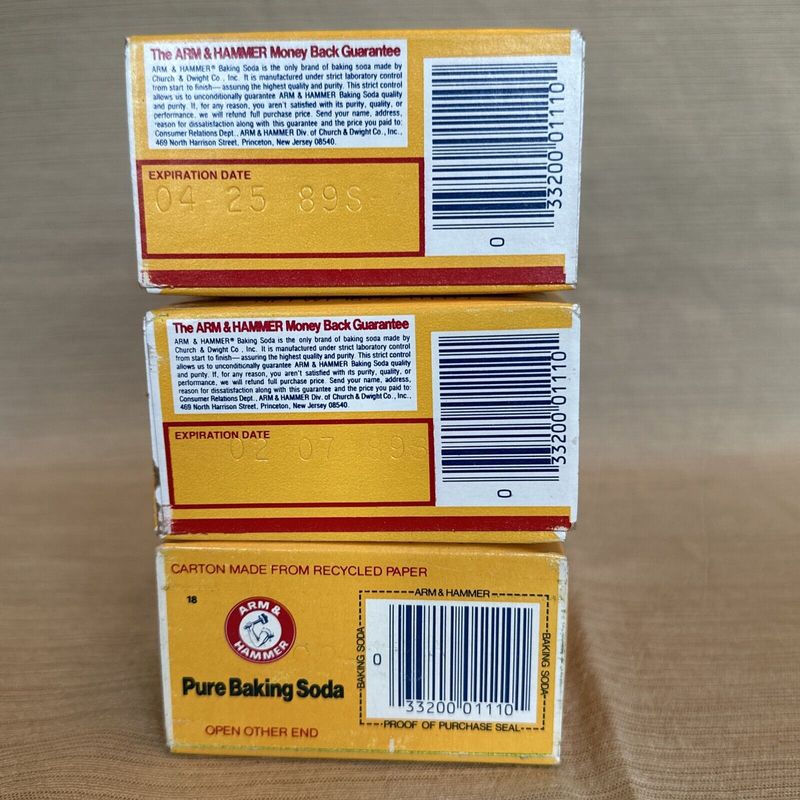 The ARM & HAMMER Money Back Guarantee
ARM & HAMMER® Baking Soda is the only brand of baking soda made by
Church & Dwight Co., Inc. It is manufactured under strict laboratory control
from start to finish—assuring the highest quality and purity. This strict control
allows us to unconditionally guarantee ARM & HAMMER Baking Soda quality
and purity. If, for any reason, you aren't satisfied with its purity, quality, or
performance, we will refund full purchase price. Send your name, address,
reason for dissatisfaction along with this guarantee and the price you paid to:
Consumer Relations Dept., ARM & HAMMER Div. of Church & Dwight Co., Inc.,
469 North Harrison Street, Princeton, New Jersey 08540.
EXPIRATION DATE
04 25 89S
0
33200 01110
The ARM & HAMMER Money Back Guarantee
ARM & HAMMER® Baking Soda is the only brand of baking soda made by
Church & Dwight Co., Inc. It is manufactured under strict laboratory control
from start to finish—assuring the highest quality and purity. This strict control
allows us to unconditionally guarantee ARM & HAMMER Baking Soda quality
and purity. If, for any reason, you aren't satisfied with its purity, quality, or
performance, we will refund full purchase price. Send your name, address,
reason for dissatisfaction along with this guarantee and the price you paid to:
Consumer Relations Dept., ARM & HAMMER Div. of Church & Dwight Co., Inc.,
469 North Harrison Street, Princeton, New Jersey 08540.
EXPIRATION DATE
02 07 89S
0
33200 01110
CARTON MADE FROM RECYCLED PAPER
18
ARM &
HAMMER
Pure Baking Soda
OPEN OTHER END
ARM & HAMMER
BAKING SODA
BAKING SODA
0
33200 01110
PROOF OF PURCHASE SEAL